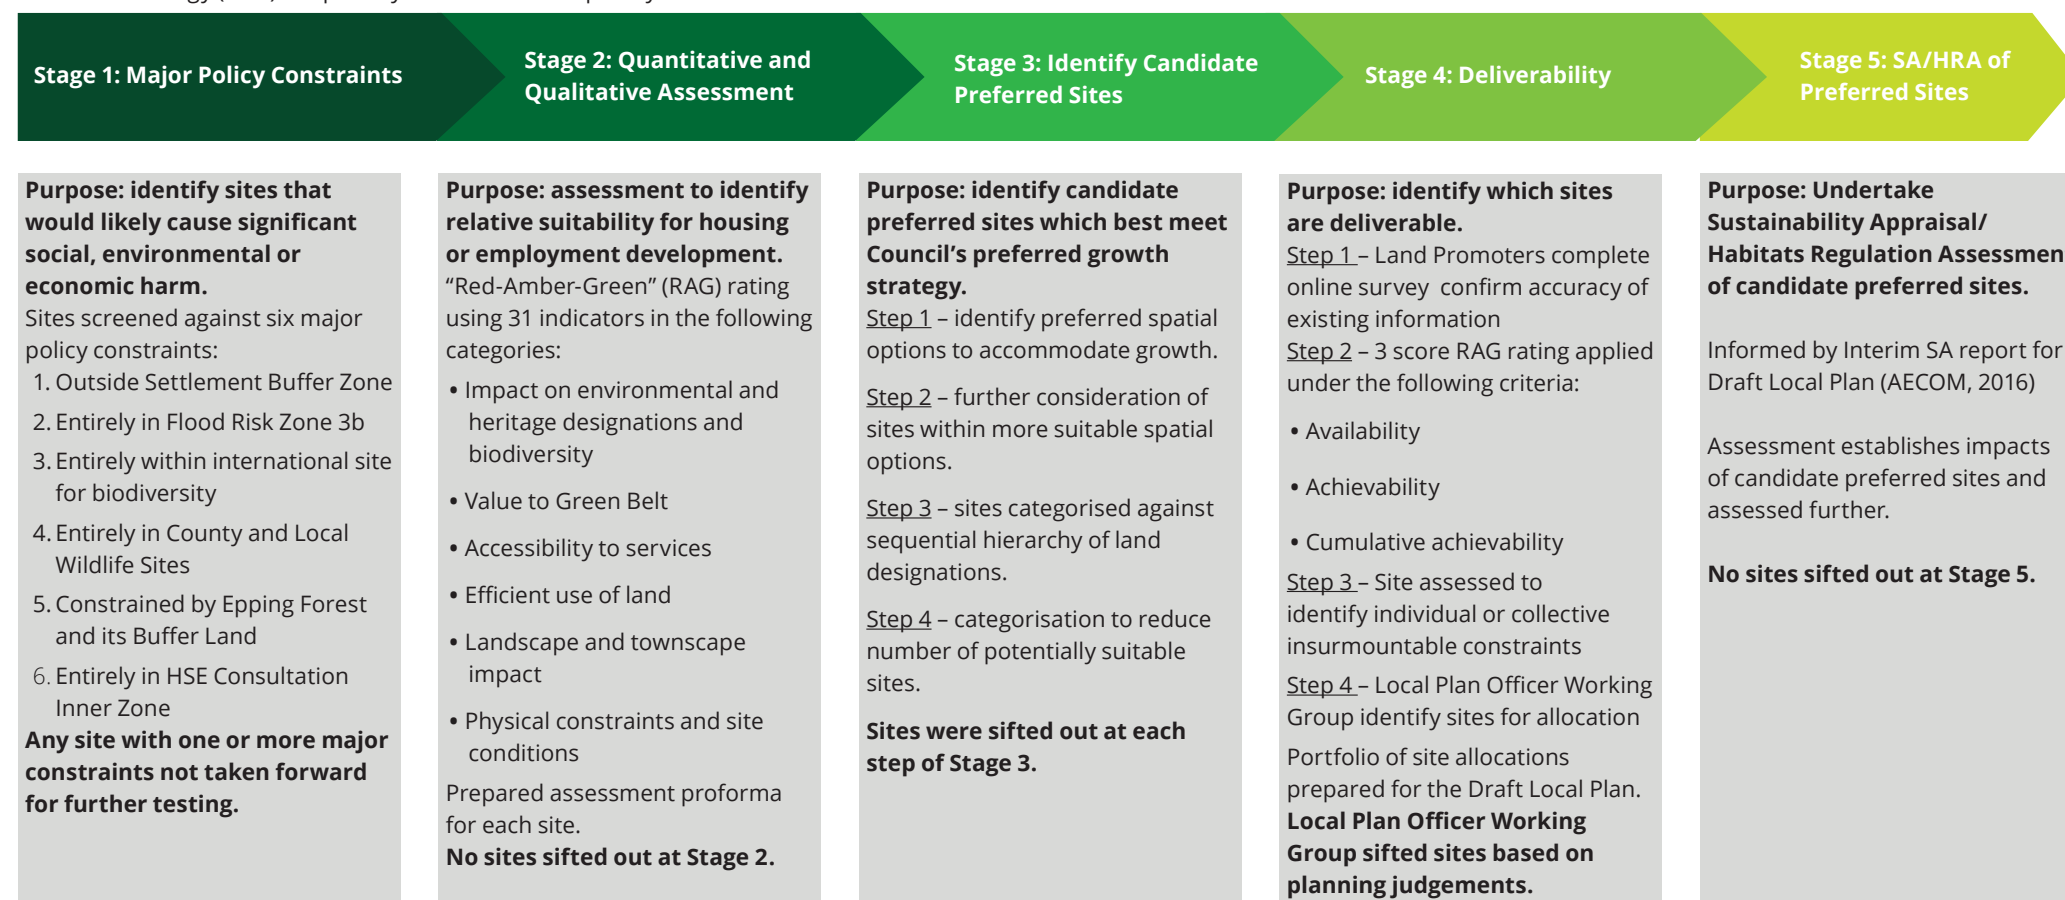 Stage 1: Major Policy Constraints
Stage 2: Quantitative and
Qualitative Assessment
Stage 3: Identify Candidate
Preferred Sites
Stage 4: Deliverability
Stage 5: SA/HRA of
Preferred Sites
Purpose: identify sites that
would likely cause significant
social, environmental or
economic harm.
Sites screened against six major
policy constraints:
1. Outside Settlement Buffer Zone
2. Entirely in Flood Risk Zone 3b
3. Entirely within international site
for biodiversity
4. Entirely in County and Local
Wildlife Sites
5. Constrained by Epping Forest
and its Buffer Land
6. Entirely in HSE Consultation
Inner Zone
Any site with one or more major
constraints not taken forward
for further testing.
Purpose: assessment to identify
relative suitability for housing
or employment development.
“Red-Amber-Green” (RAG) rating
using 31 indicators in the following
categories:
• Impact on environmental and
heritage designations and
biodiversity
• Value to Green Belt
• Accessibility to services
• Efficient use of land
• Landscape and townscape
impact
• Physical constraints and site
conditions
Prepared assessment proforma
for each site.
No sites sifted out at Stage 2.
Purpose: identify candidate
preferred sites which best meet
Council’s preferred growth
strategy.
Step 1 – identify preferred spatial
options to accommodate growth.
Step 2 – further consideration of
sites within more suitable spatial
options.
Step 3 – sites categorised against
sequential hierarchy of land
designations.
Step 4 – categorisation to reduce
number of potentially suitable
sites.
Sites were sifted out at each
step of Stage 3.
Purpose: identify which sites
are deliverable.
Step 1 – Land Promoters complete
online survey confirm accuracy of
existing information
Step 2 – 3 score RAG rating applied
under the following criteria:
• Availability
• Achievability
• Cumulative achievability
Step 3 – Site assessed to
identify individual or collective
insurmountable constraints
Step 4 – Local Plan Officer Working
Group identify sites for allocation
Portfolio of site allocations
prepared for the Draft Local Plan.
Local Plan Officer Working
Group sifted sites based on
planning judgements.
Purpose: Undertake
Sustainability Appraisal/
Habitats Regulation Assessmen
of candidate preferred sites.
Informed by Interim SA report for
Draft Local Plan (AECOM, 2016)
Assessment establishes impacts
of candidate preferred sites and
assessed further.
No sites sifted out at Stage 5.